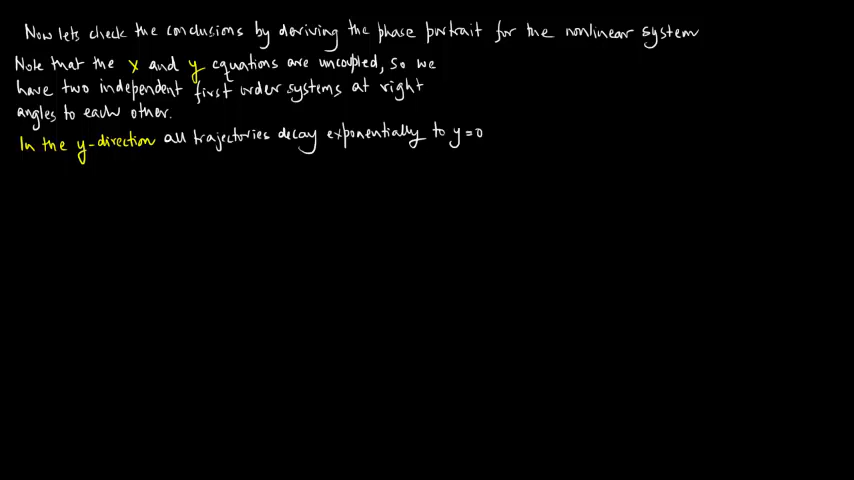 Now lets check the conclusions by deriving the phase portrait for the nonlinear system
Note that the x and y equations are uncoupled, so we
have two independent first order systems at right
angles to each other.
In the y-direction all trajectories decay exponentially to y=0